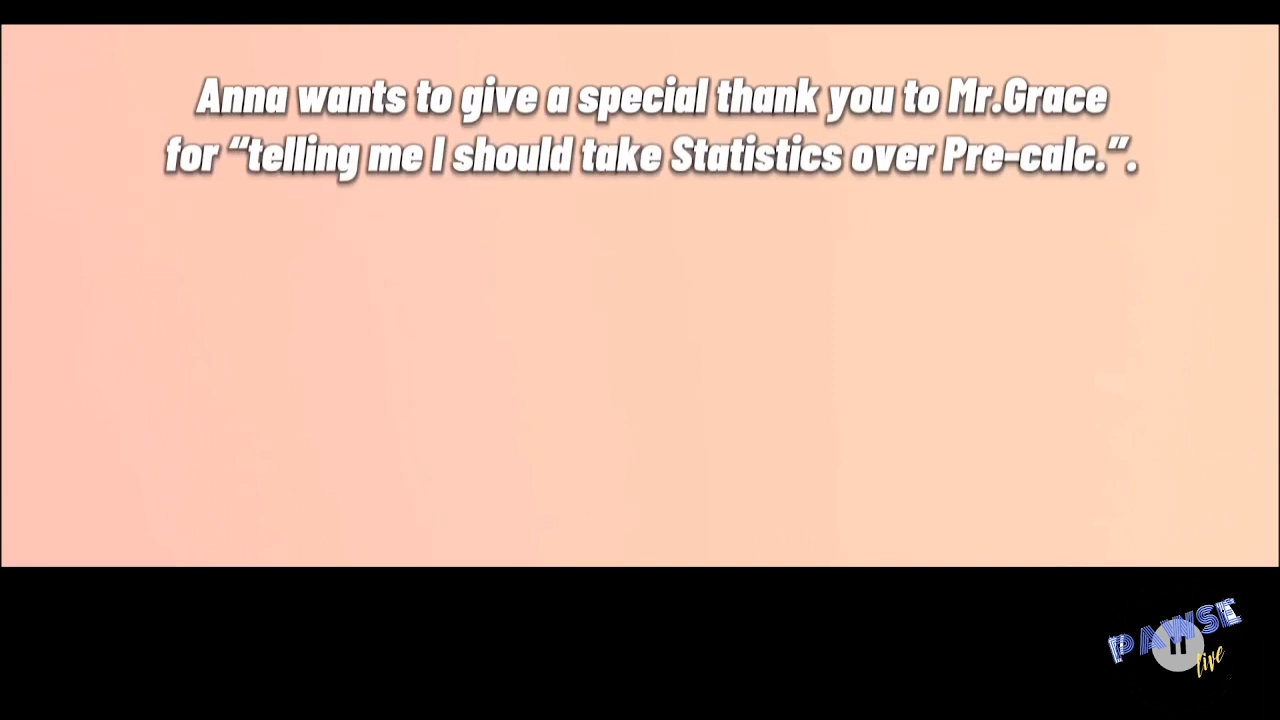 Anna wants to give a special thank you to Mr.Grace
for “telling me I should take Statistics over Pre-calc.”.
PAWSE
live